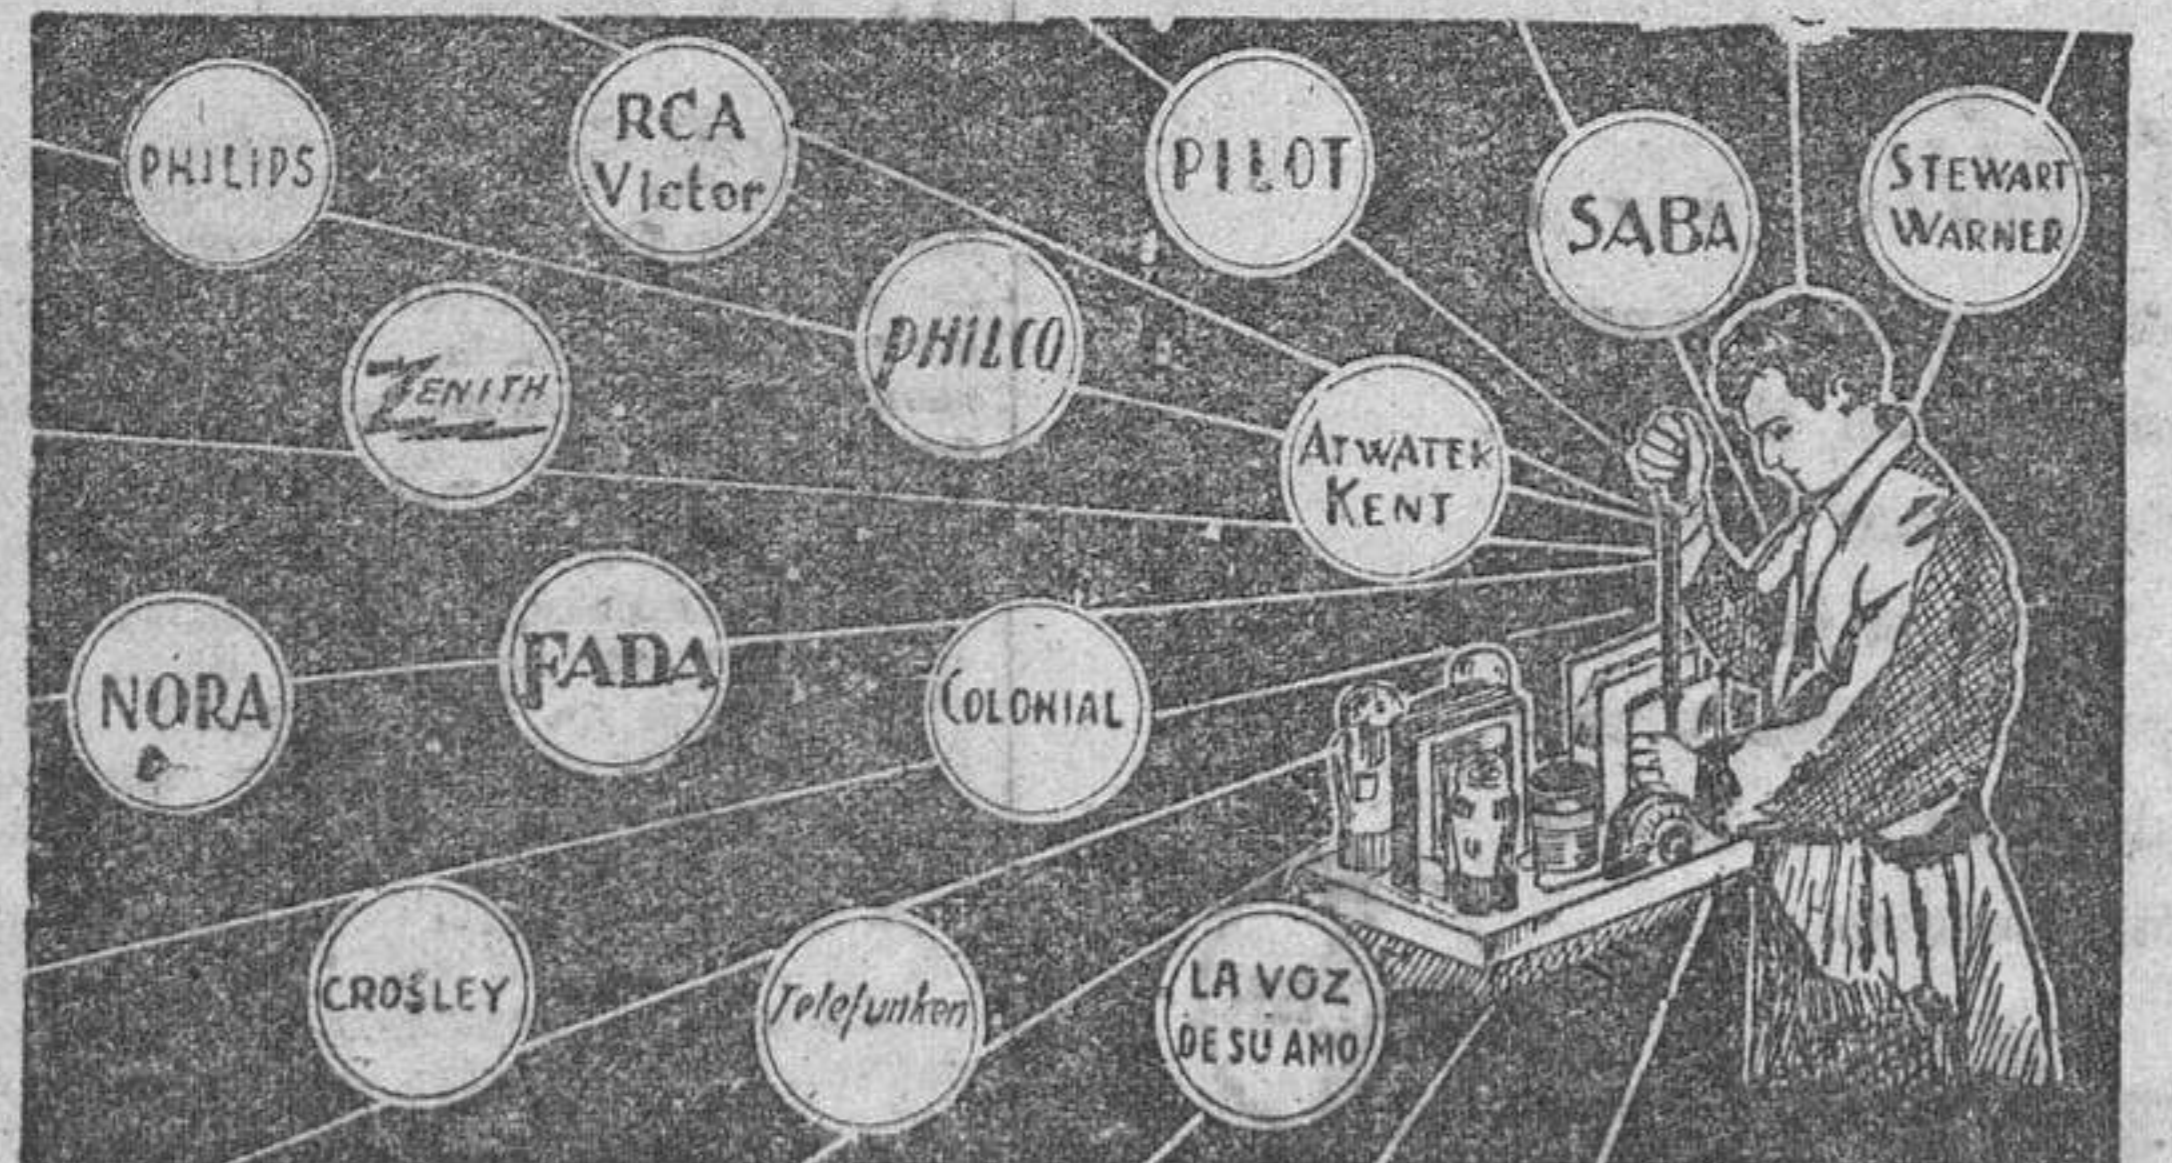 PHILIPS
RCA
Victor
PILOT
SABA
STEWART
WARNER
ZENITH
PHILCO
ATWATER
KENT
NORA
FADA
COLONIAL
CROSLEY
Telefunken
LA VOZ
DE SU AMO